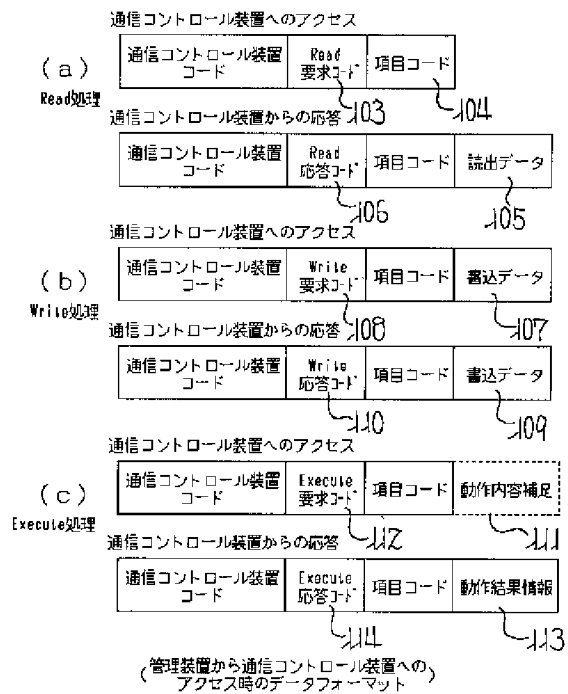 通信コントロール装置へのアクセス
(a)
Read処理
通信コントロール装置
コード
Read
要求コード
項目コード
103
104
通信コントロール装置からの応答
通信コントロール装置
コード
Read
応答コード
項目コード
読出データ
106
105
通信コントロール装置へのアクセス
(b)
Write処理
通信コントロール装置
コード
Write
要求コード
項目コード
書込データ
108
107
通信コントロール装置からの応答
通信コントロール装置
コード
Write
応答コード
項目コード
書込データ
110
109
通信コントロール装置へのアクセス
(c)
Execute処理
通信コントロール装置
コード
Execute
要求コード
項目コード
動作内容補足
112
111
通信コントロール装置からの応答
通信コントロール装置
コード
Execute
応答コード
項目コード
動作結果情報
114
113
(管理装置から通信コントロール装置への
アクセス時のデータフォーマット)